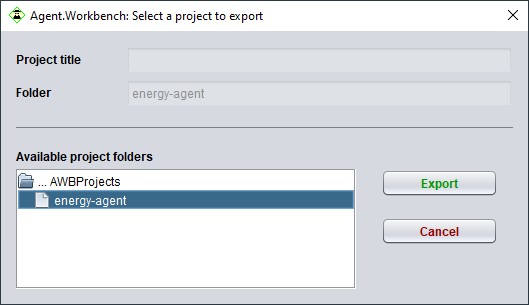 Agent.Workbench: Select a project to export
Project title
Folder energy-agent
Available project folders
... AWBProjects
energy-agent
Export
Cancel